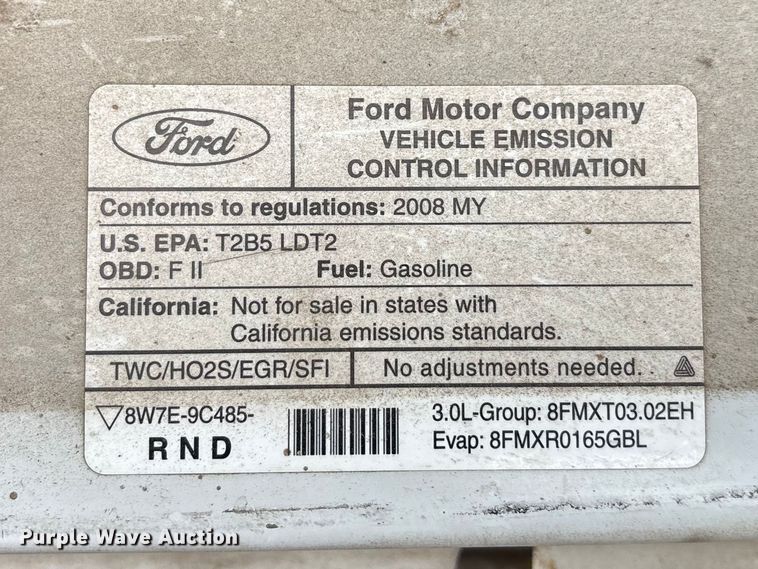 Ford
Ford Motor Company
VEHICLE EMISSION
CONTROL INFORMATION
Conforms to regulations: 2008 MY
U.S. EPA: T2B5 LDT2
OBD: F II Fuel: Gasoline
California: Not for sale in states with
California emissions standards.
TWC/HO2S/EGR/SFI No adjustments needed. .
8W7E-9C485-
R N D
3.0L-Group: 8FMXT03.02EH
Evap: 8FMXR0165GBL
Purple Wave Auction